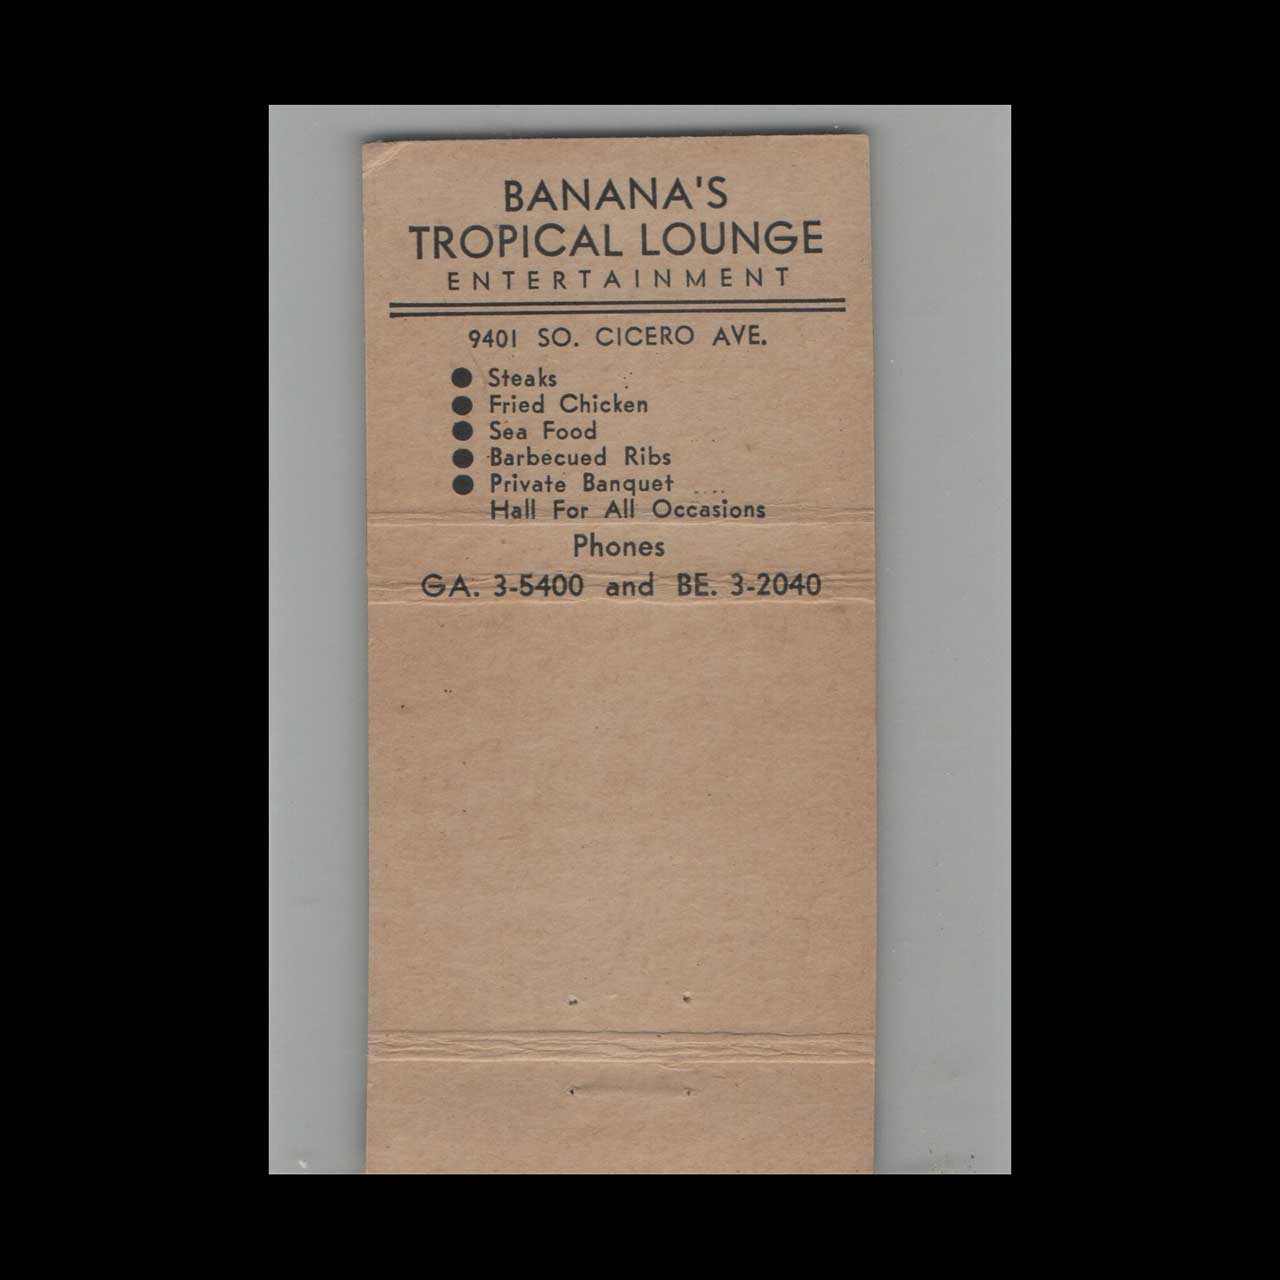 BANANA'S
TROPICAL LOUNGE
ENTERTAINMENT
9401 SO. CICERO AVE.
● Steaks
● Fried Chicken
● Sea Food
● Barbecued Ribs
● Private Banquet
Hall For All Occasions
Phones
GA. 3-5400 and BE. 3-2040